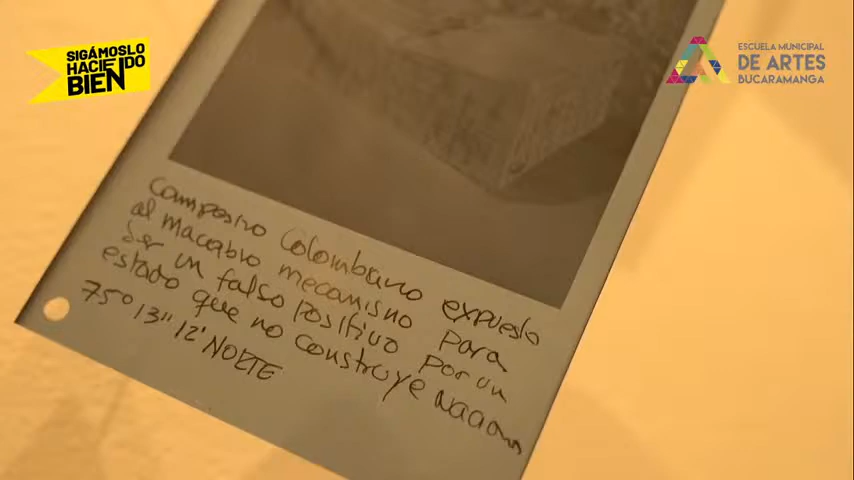 SIGÁMOSLO
HACIENDO
BIEN
ESCUELA MUNICIPAL
DE ARTES
BUCARAMANGA
Campesino Colombiano expuesto
al macabro mecanismo para
ser un falso positivo por un
estado que no construye nacion
75° 13" 12' NORTE